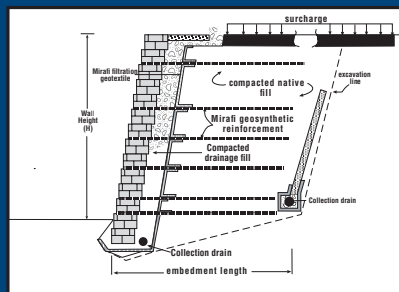 surcharge
Mirafi filtration
geotextile
compacted native
fill
excavation
line
Wall
Height
(H)
Mirafi geosynthetic
reinforcement
Compacted
drainage fill
Collection drain
Collection drain
embedment length